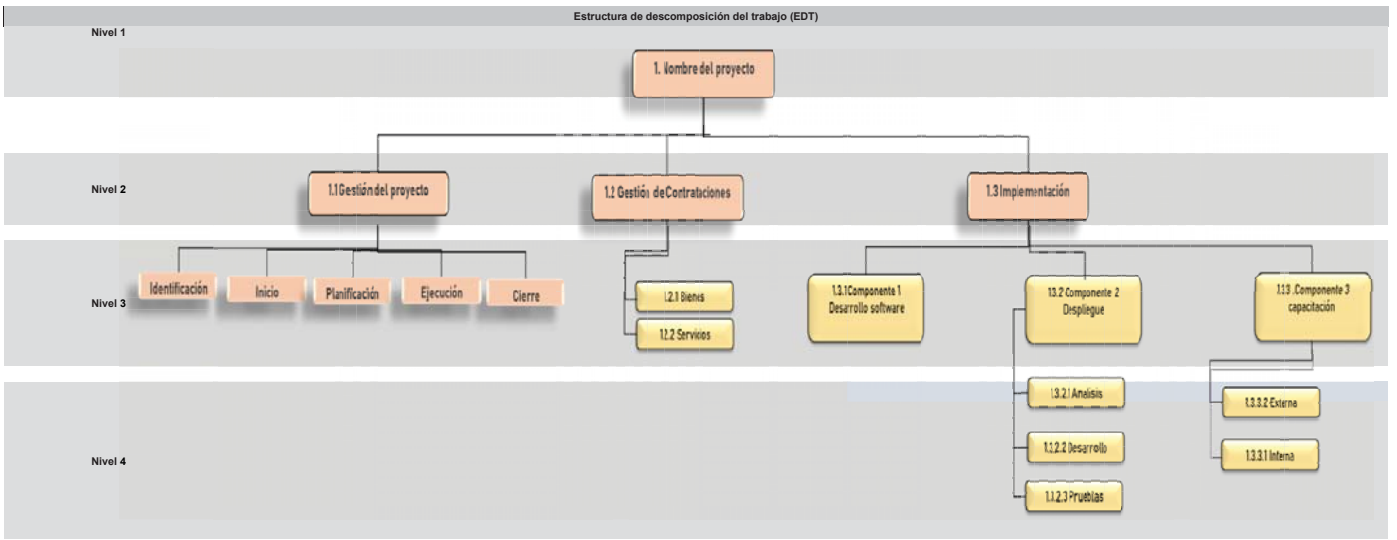 Estructura de descomposición del trabajo (EDT)
Nivel 1
1. Nombre del proyecto
Nivel 2
1.1 Gestión del proyecto
1.2 Gestión de Contrataciones
1.3 Implementación
Nivel 3
Identificación
Inicio
Planificación
Ejecución
Cierre
1.2.1 Bienes
1.2.2 Servicios
1.3.1 Componente 1
Desarrollo software
13.2 Componente 2
Despliegue
1.1.3 .Componente 3
capacitación
Nivel 4
1.3.2.1 Analisis
1.1.2.2 Desarrollo
1.1.2.3 Prueblas
1.3.3.2 Externa
1.3.3.1 Interna